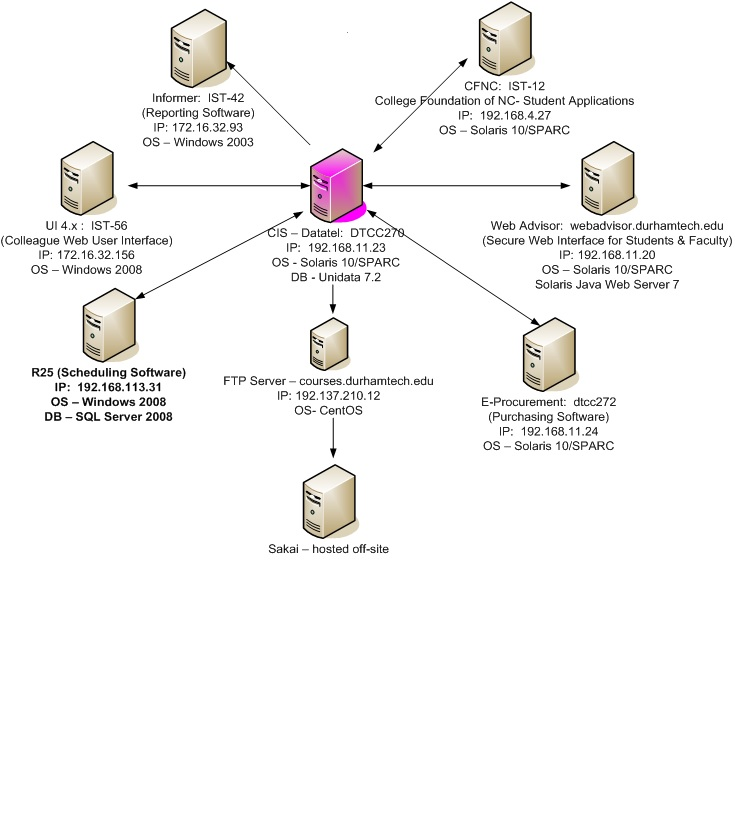 Informer:  IST-42
(Reporting Software)
IP: 172.16.32.93
OS – Windows 2003
CFNC:  IST-12
College Foundation of NC- Student Applications
IP:  192.168.4.27
OS – Solaris 10/SPARC
UI 4.x :  IST-56
(Colleague Web User Interface)
IP: 172.16.32.156
OS – Windows 2008
CIS – Datatel:  DTCC270
IP:  192.168.11.23
OS - Solaris 10/SPARC
DB - Unidata 7.2
Web Advisor:  webadvisor.durhamtech.edu
(Secure Web Interface for Students & Faculty)
IP: 192.168.11.20
OS – Solaris 10/SPARC
Solaris Java Web Server 7
R25 (Scheduling Software)
IP:  192.168.113.31
OS – Windows 2008
DB – SQL Server 2008
FTP Server – courses.durhamtech.edu
IP: 192.137.210.12
OS- CentOS
E-Procurement:  dtcc272
(Purchasing Software)
IP:  192.168.11.24
OS – Solaris 10/SPARC
Sakai – hosted off-site